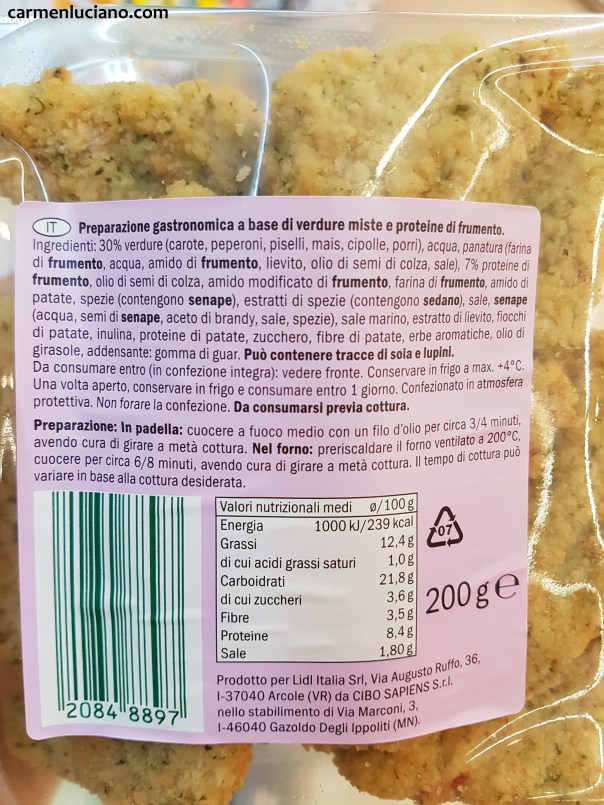 carmenluciano.com
IT Preparazione gastronomica a base di verdure miste e proteine di frumento.
Ingredienti: 30% verdure (carote, peperoni, piselli, mais, cipolle, porri), acqua, panatura (farina
di frumento, acqua, amido di frumento, lievito, olio di semi di colza, sale), 7% proteine di
frumento, olio di semi di colza, amido modificato di frumento, farina di frumento, amido di
patate, spezie (contengono senape), estratti di spezie (contengono sedano), sale, senape
(acqua, semi di senape, aceto di brandy, sale, spezie), sale marino, estratto di lievito, fiocchi
di patate, inulina, proteine di patate, zucchero, fibre di patate, erbe aromatiche, olio di
girasole, addensante: gomma di guar. Può contenere tracce di soia e lupini.
Da consumare entro (in confezione integra): vedere fronte. Conservare in frigo a max. +4°C.
Una volta aperto, conservare in frigo e consumare entro 1 giorno. Confezionato in atmosfera
protettiva. Non forare la confezione. Da consumarsi previa cottura.
Preparazione: In padella: cuocere a fuoco medio con un filo d'olio per circa 3/4 minuti,
avendo cura di girare a metà cottura. Nel forno: preriscaldare il forno ventilato a 200°C,
cuocere per circa 6/8 minuti, avendo cura di girare a metà cottura. Il tempo di cottura può
variare in base alla cottura desiderata.
Valori nutrizionali medi ø/100 g
Energia 1000 kJ/239 kcal
Grassi 12,4 g
di cui acidi grassi saturi 1,0 g
Carboidrati 21,8 g
di cui zuccheri 3,6 g
Fibre 3,5 g
Proteine 8,4 g
Sale 1,80 g
07
200 g e
2084 8897
Prodotto per Lidl Italia Srl, Via Augusto Ruffo, 36,
I-37040 Arcole (VR) da CIBO SAPIENS S.r.l.
nello stabilimento di Via Marconi, 3,
I-46040 Gazoldo Degli Ippoliti (MN).